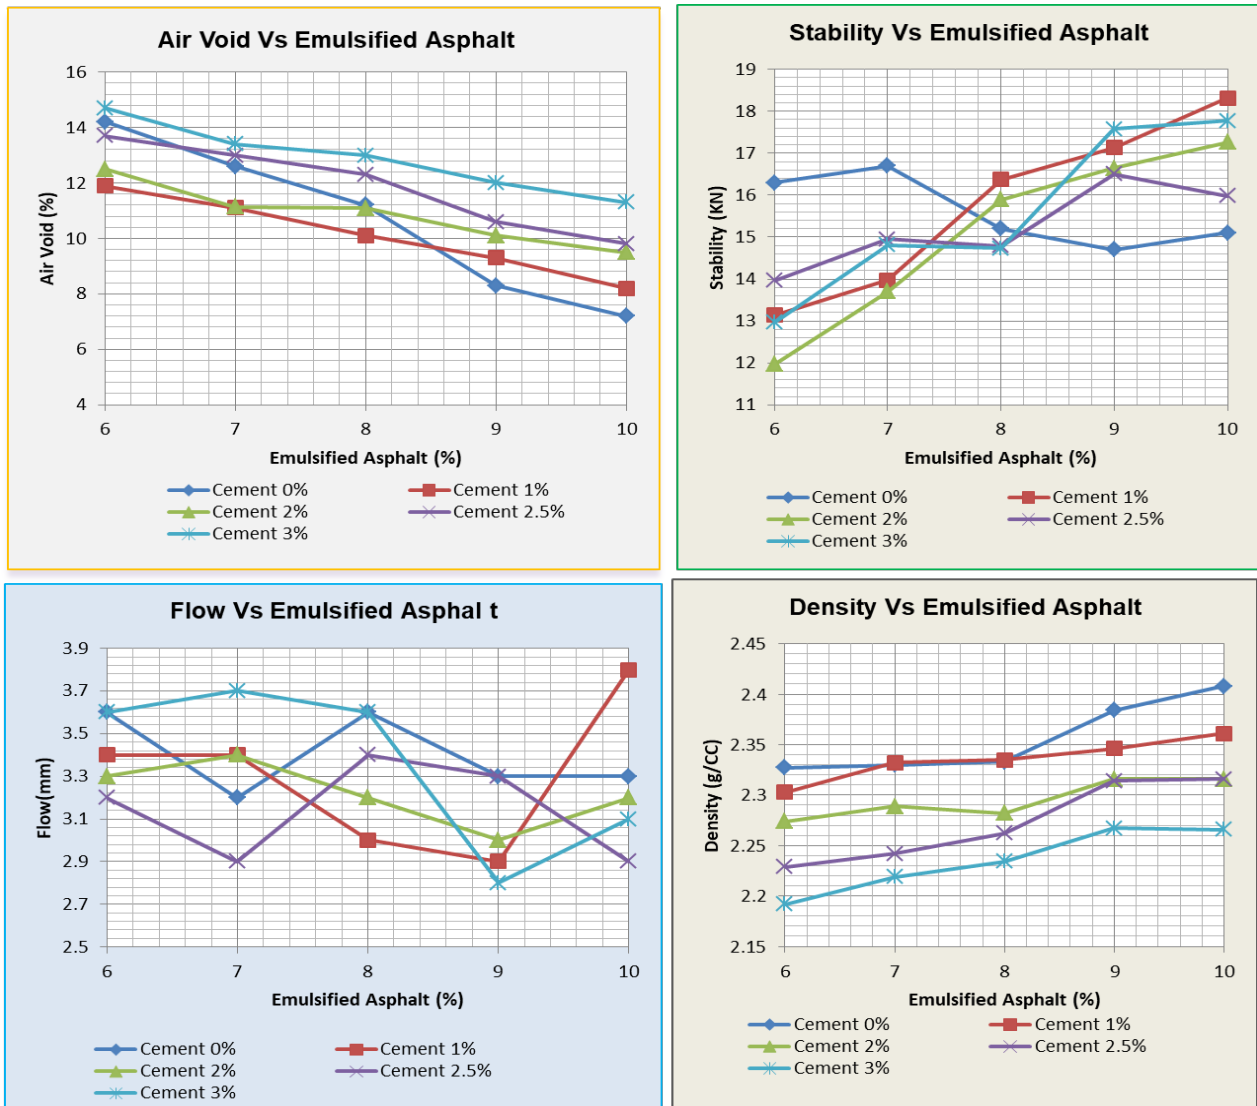 Air Void Vs Emulsified Asphalt
16
14
12
10
8
6
4
Air Void (%)
6 7 8 9 10
Emulsified Asphalt (%)
Cement 0% Cement 1%
Cement 2% Cement 2.5%
Cement 3%
Stability Vs Emulsified Asphalt
19
18
17
16
15
14
13
12
11
Stability (KN)
6 7 8 9 10
Emulsified Asphalt (%)
Cement 0% Cement 1%
Cement 2% Cement 2.5%
Cement 3%
Flow Vs Emulsified Asphal t
3.9
3.7
3.5
3.3
3.1
2.9
2.7
2.5
Flow(mm)
6 7 8 9 10
Emulsified Asphalt (%)
Cement 0% Cement 1%
Cement 2% Cement 2.5%
Cement 3%
Density Vs Emulsified Asphalt
2.45
2.4
2.35
2.3
2.25
2.2
2.15
Density (g/CC)
6 7 8 9 10
Emulsified Asphalt (%)
Cement 0% Cement 1%
Cement 2% Cement 2.5%
Cement 3%